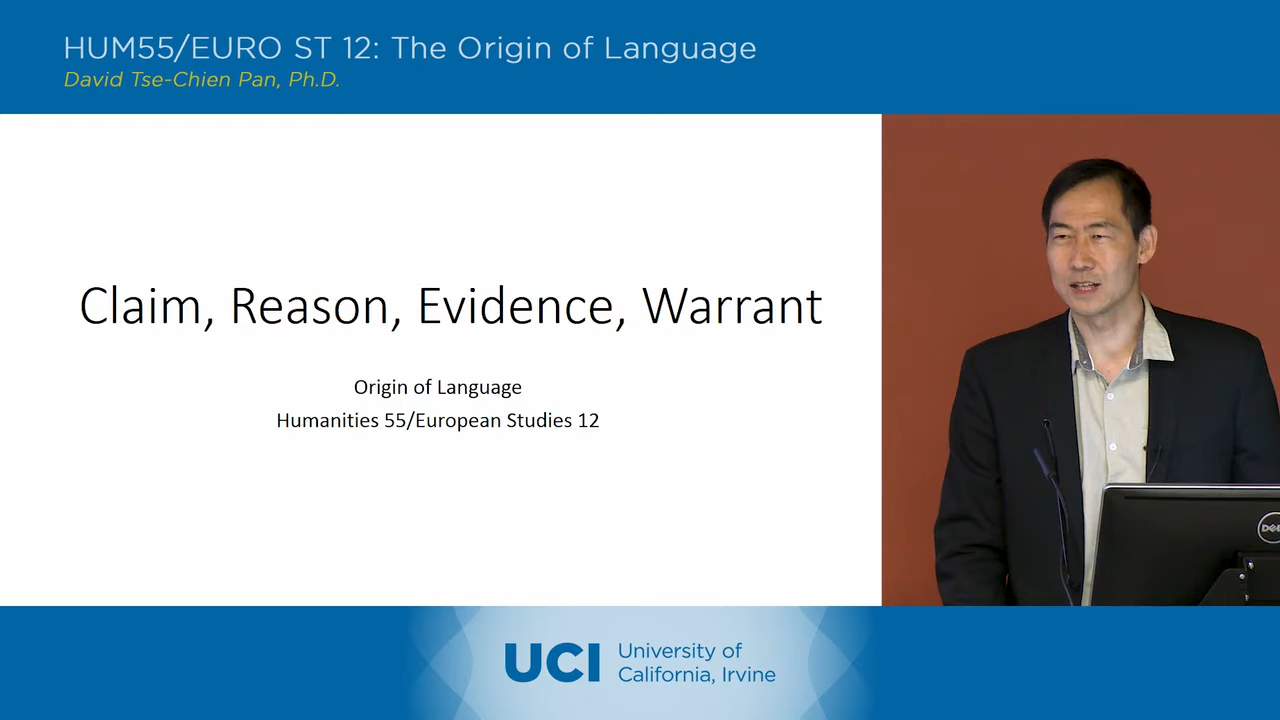 HUM55/EURO ST 12: The Origin of Language
David Tse-Chien Pan, Ph.D.
Claim, Reason, Evidence, Warrant
Origin of Language
Humanities 55/European Studies 12
DELL
UCI
University of
California, Irvine